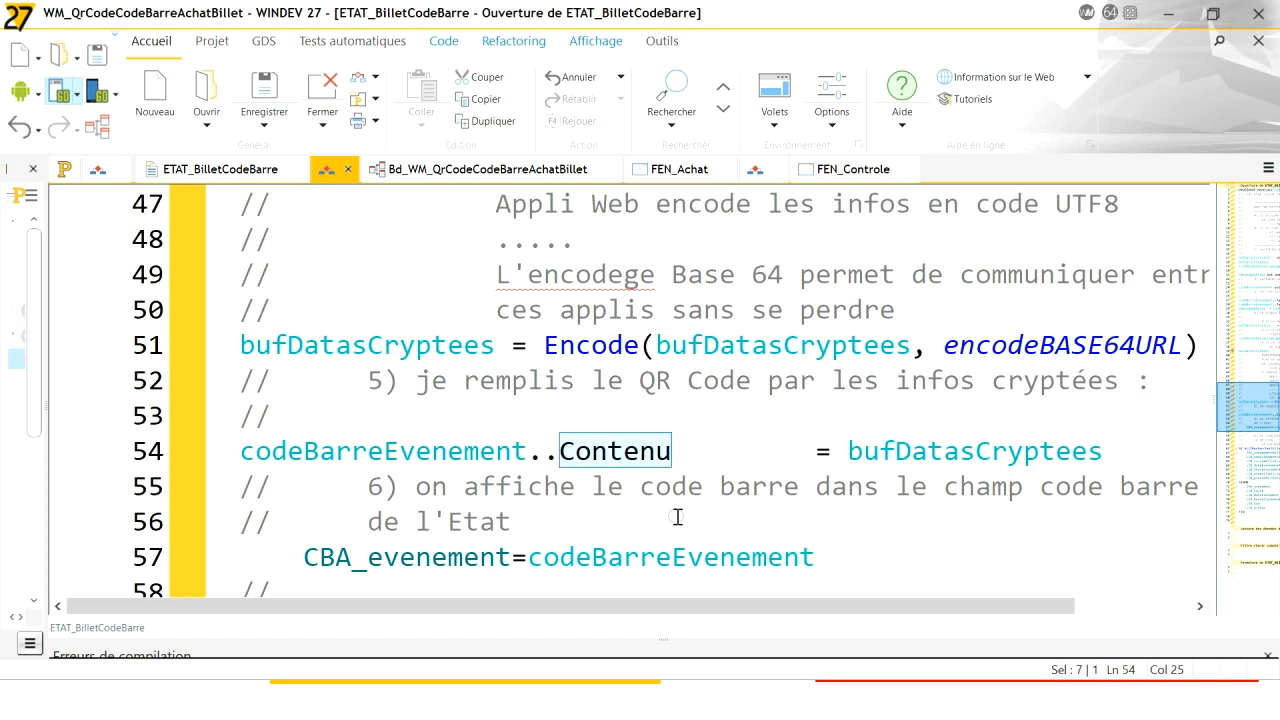 27 WM_QrCodeCodeBarreAchatBillet - WINDEV 27 - [ETAT_BilletCodeBarre - Ouverture de ETAT_BilletCodeBarre] WM 64
Accueil Projet GDS Tests automatiques Code Refactoring Affichage Outils
Couper Annuler Information sur le Web
Copier Rétablir Tutoriels
Nouveau Ouvrir Enregistrer Fermer Coller Rechercher Volets Options Aide
Dupliquer F4 Rejouer
Général Edition Action Rechercher Environnement Aide en ligne
ETAT_BilletCodeBarre Bd_WM_QrCodeCodeBarreAchatBillet FEN_Achat FEN_Controle
47 // Appli Web encode les infos en code UTF8
48 // .....
49 // L'encodege Base 64 permet de communiquer entr
50 // ces applis sans se perdre
51 bufDatasCryptees = Encode(bufDatasCryptees, encodeBASE64URL)
52 // 5) je remplis le QR Code par les infos cryptées :
53 //
54 codeBarreEvenement..Contenu = bufDatasCryptees
55 // 6) on affiche le code barre dans le champ code barre
56 // de l'Etat
57 CBA_evenement=codeBarreEvenement
58 //
ETAT_BilletCodeBarre
Erreurs de compilation
Sel : 7 | 1 Ln 54 Col 25